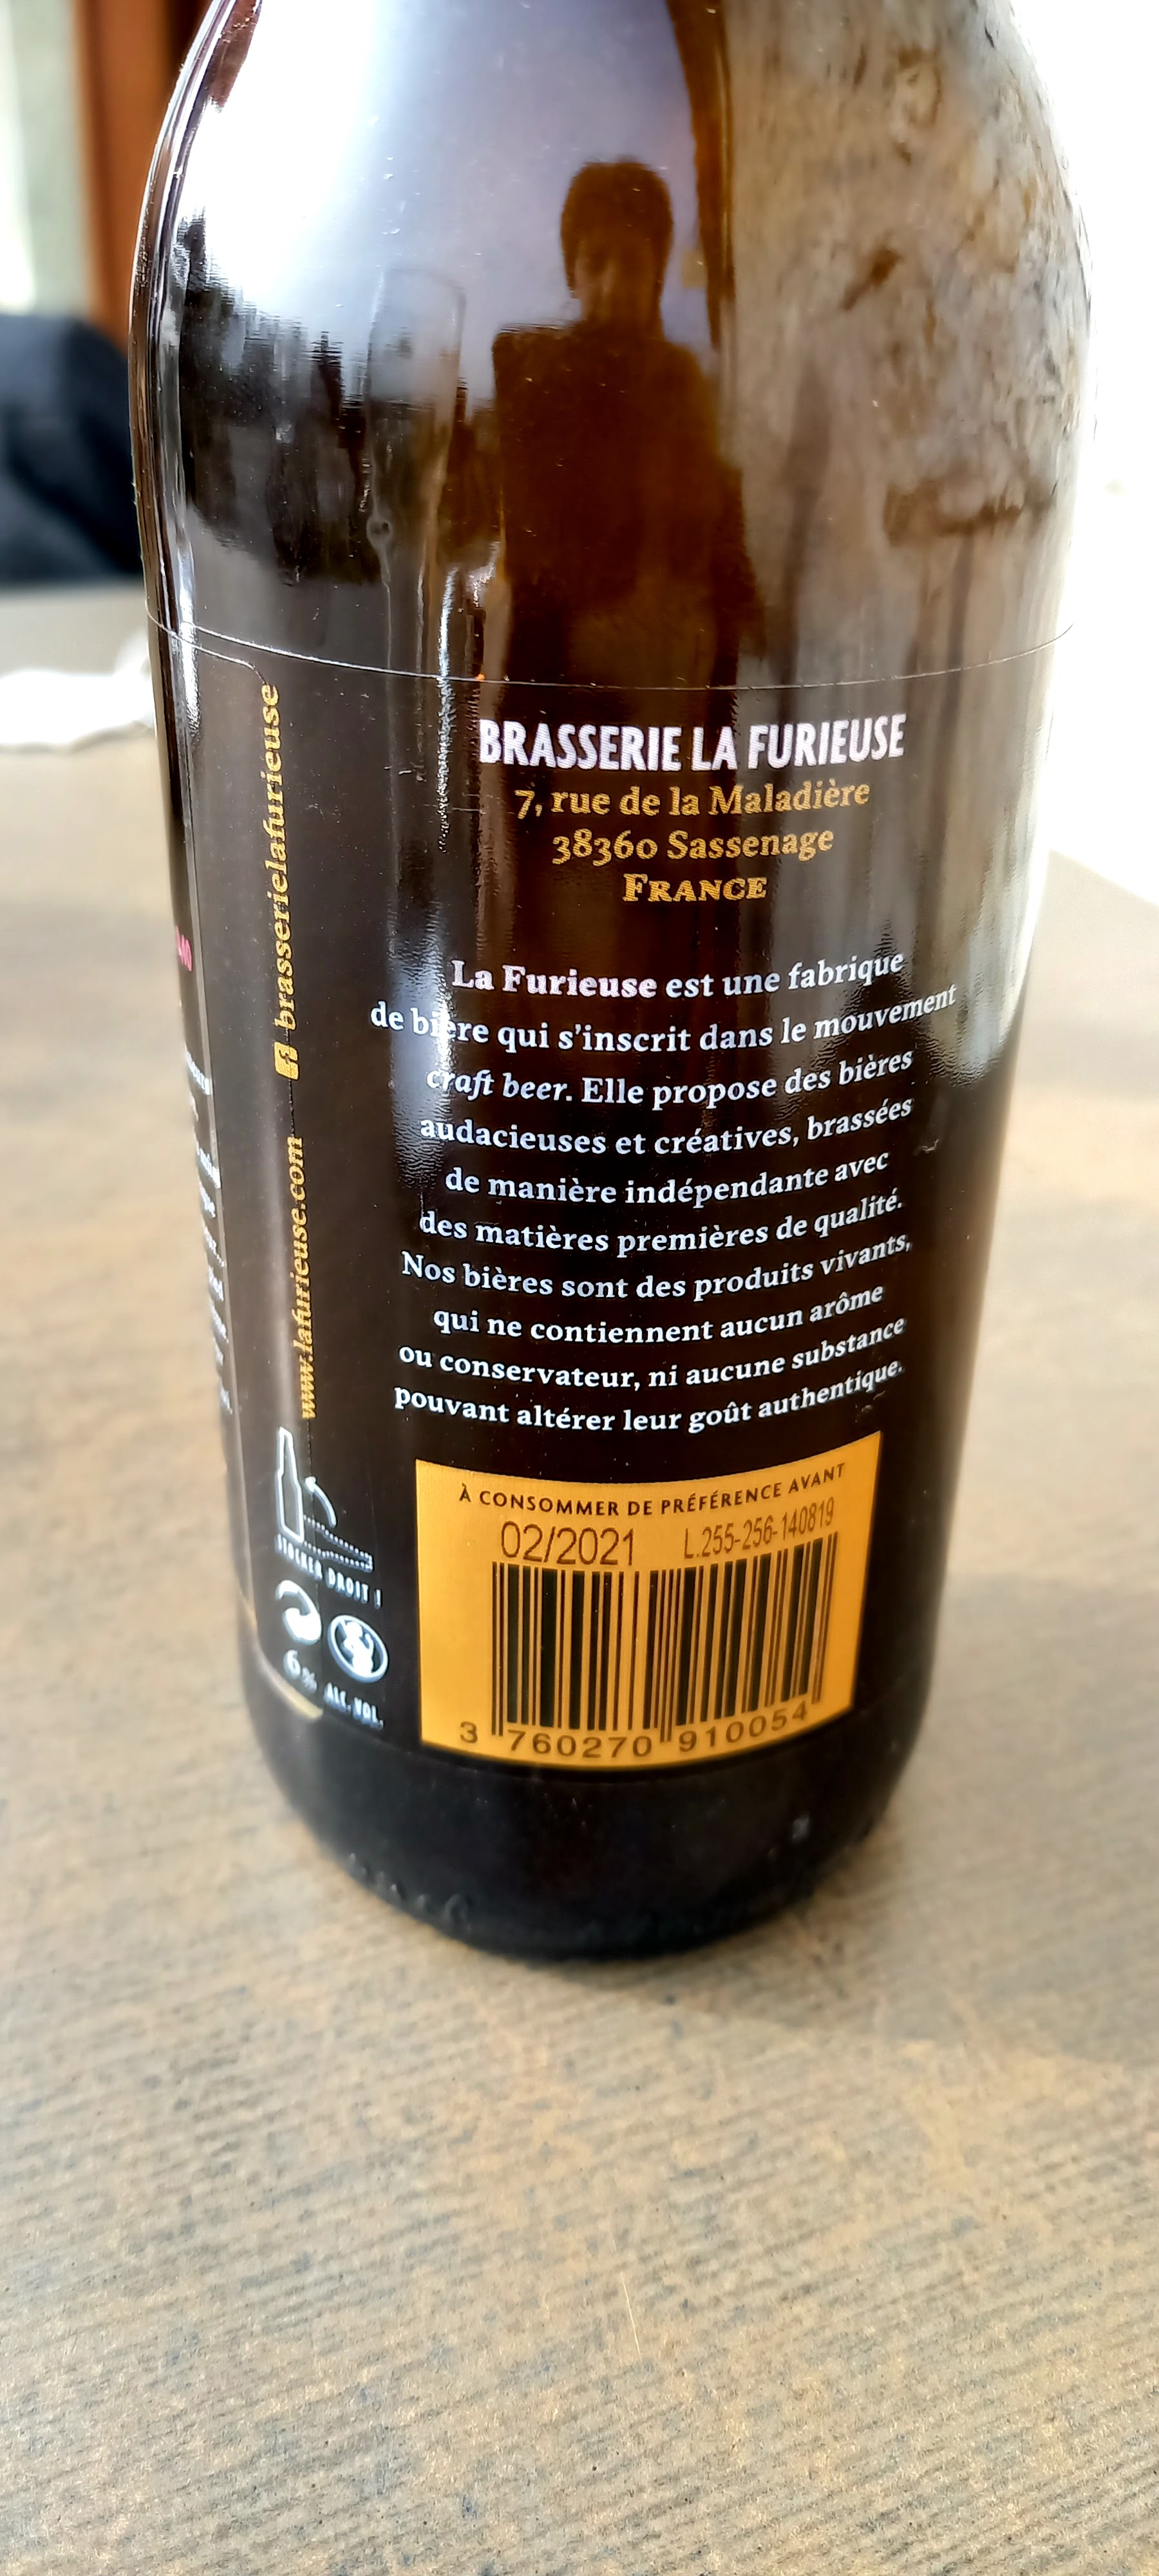 BRASSERIE LA FURIEUSE
7, rue de la Maladière
38360 Sassenage
FRANCE
La Furieuse est une fabrique
de bière qui s'inscrit dans le mouvement
craft beer. Elle propose des bières
audacieuses et créatives, brassées
de manière indépendante avec
des matières premières de qualité.
Nos bières sont des produits vivants,
qui ne contiennent aucun arôme
ou conservateur, ni aucune substance
pouvant altérer leur goût authentique.
À CONSOMMER DE PRÉFÉRENCE AVANT
02/2021 L.255-256-140819
3 760270 910054
brasserielafurieuse
www.lafurieuse.com
STOCKER DROIT !
6% ALC. VOL.